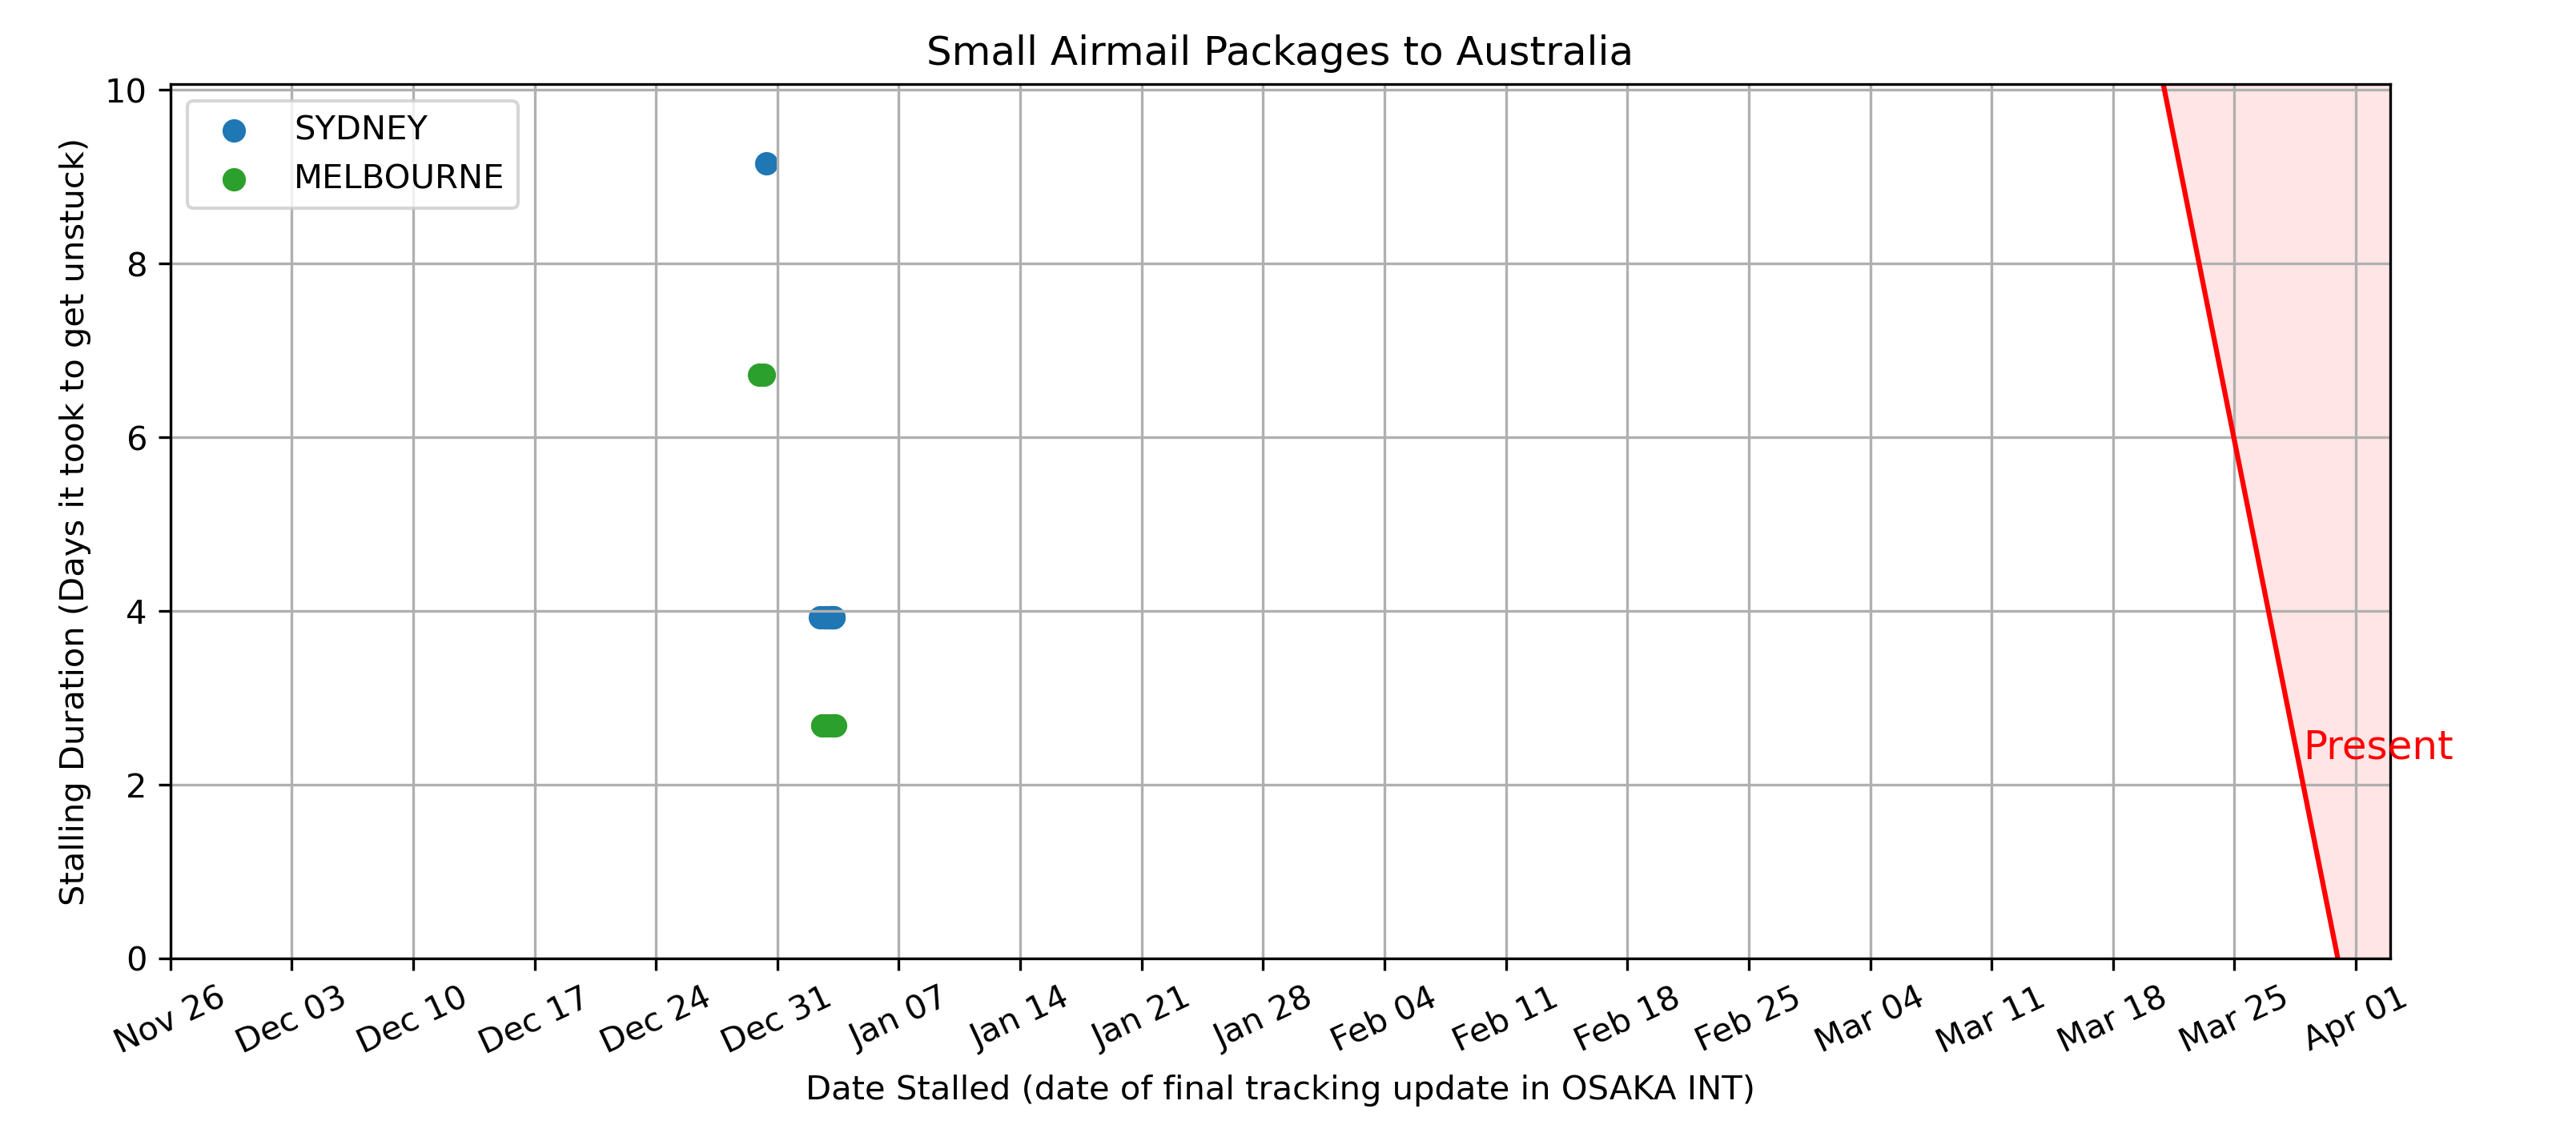 Small Airmail Packages to Australia
SYDNEY
MELBOURNE
Stalling Duration (Days it took to get unstuck)
10
8
6
4
2
0
Present
Nov 26
Dec 03
Dec 10
Dec 17
Dec 24
Dec 31
Jan 07
Jan 14
Jan 21
Jan 28
Feb 04
Feb 11
Feb 18
Feb 25
Mar 04
Mar 11
Mar 18
Mar 25
Apr 01
Date Stalled (date of final tracking update in OSAKA INT)